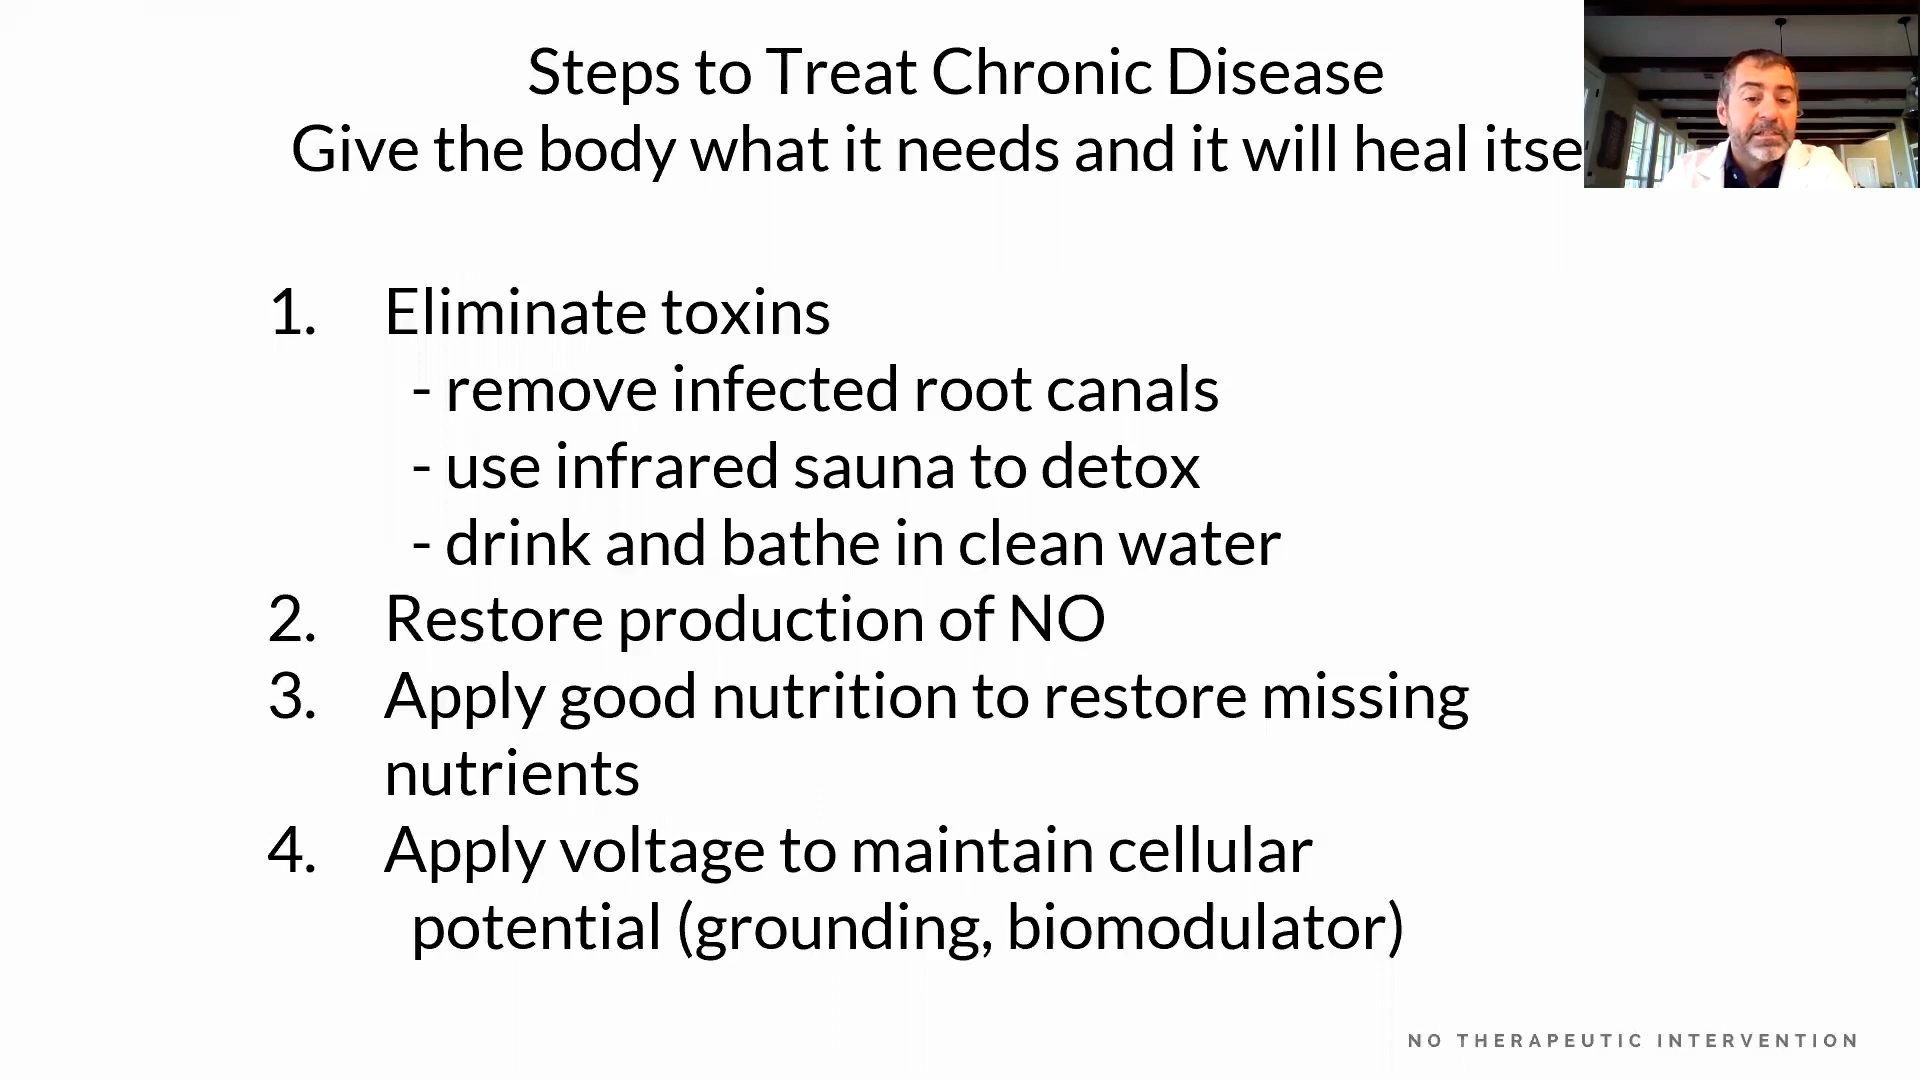 Steps to Treat Chronic Disease
Give the body what it needs and it will heal itse
1. Eliminate toxins
- remove infected root canals
- use infrared sauna to detox
- drink and bathe in clean water
2. Restore production of NO
3. Apply good nutrition to restore missing
nutrients
4. Apply voltage to maintain cellular
potential (grounding, biomodulator)
NO THERAPEUTIC INTERVENTION